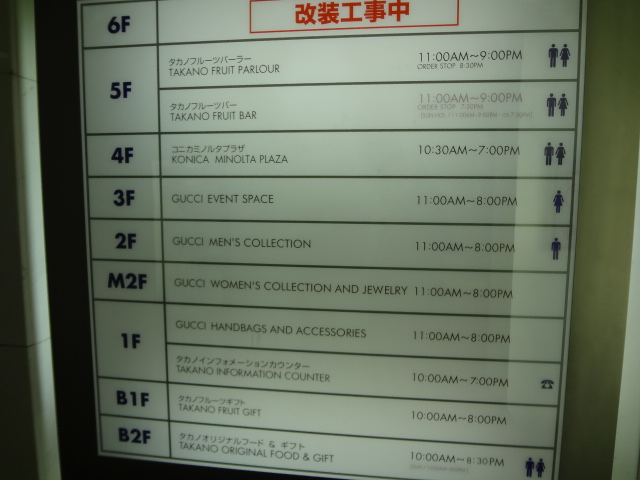 6F
改装工事中
5F
タカノフルーツパーラー
TAKANO FRUIT PARLOUR
11:00AM～9:00PM
ORDER STOP 8:30PM
タカノフルーツバー
TAKANO FRUIT BAR
11:00AM～9:00PM
ORDER STOP 7:30PM
4F
コニカミノルタプラザ
KONICA MINOLTA PLAZA
10:30AM～7:00PM
3F
GUCCI EVENT SPACE
11:00AM～8:00PM
2F
GUCCI MEN'S COLLECTION
11:00AM～8:00PM
M2F
GUCCI WOMEN'S COLLECTION AND JEWELRY
11:00AM～8:00PM
1F
GUCCI HANDBAGS AND ACCESSORIES
11:00AM～8:00PM
タカノインフォメーションカウンター
TAKANO INFORMATION COUNTER
10:00AM～7:00PM
B1F
タカノフルーツギフト
TAKANO FRUIT GIFT
10:00AM～8:00PM
B2F
タカノオリジナルフード & ギフト
TAKANO ORIGINAL FOOD & GIFT
10:00AM～8:30PM